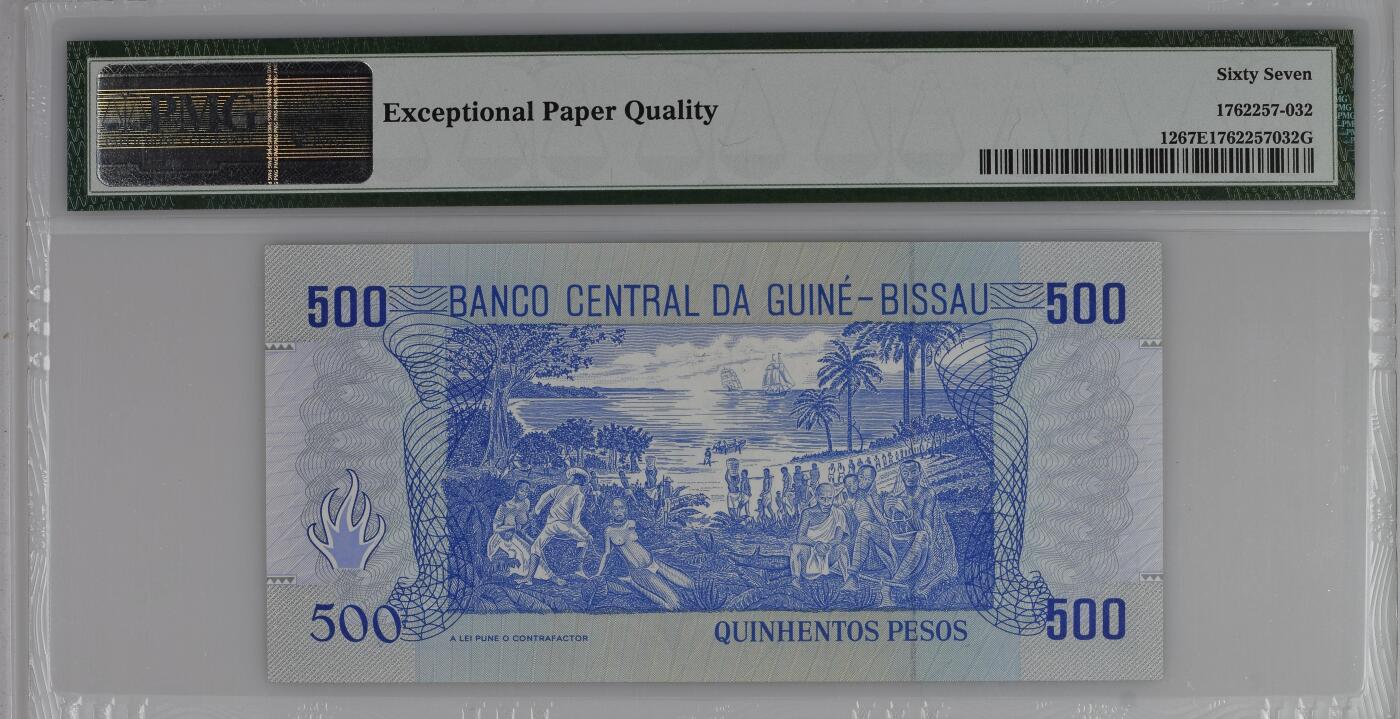 PMG
Exceptional Paper Quality
Sixty Seven
1762257-032
1267E1762257032G
500 BANCO CENTRAL DA GUINÉ-BISSAU 500
500 A LEI PUNE O CONTRAFACTOR QUINHENTOS PESOS 500